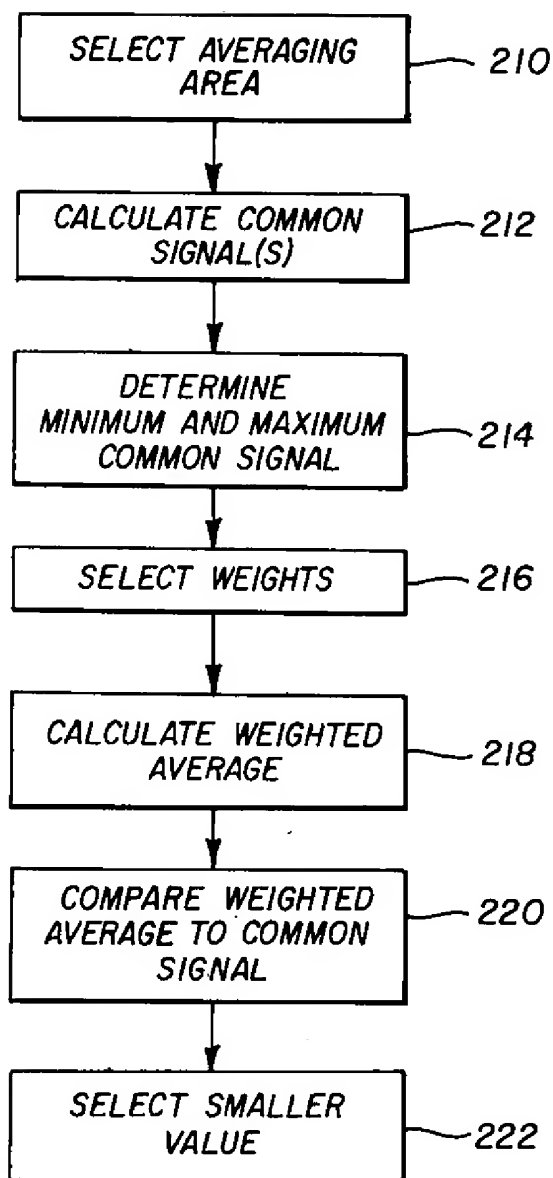 SELECT AVERAGING
AREA
210
CALCULATE COMMON
SIGNAL(S)
212
DETERMINE
MINIMUM AND MAXIMUM
COMMON SIGNAL
214
SELECT WEIGHTS
216
CALCULATE WEIGHTED
AVERAGE
218
COMPARE WEIGHTED
AVERAGE TO COMMON
SIGNAL
220
SELECT SMALLER
VALUE
222